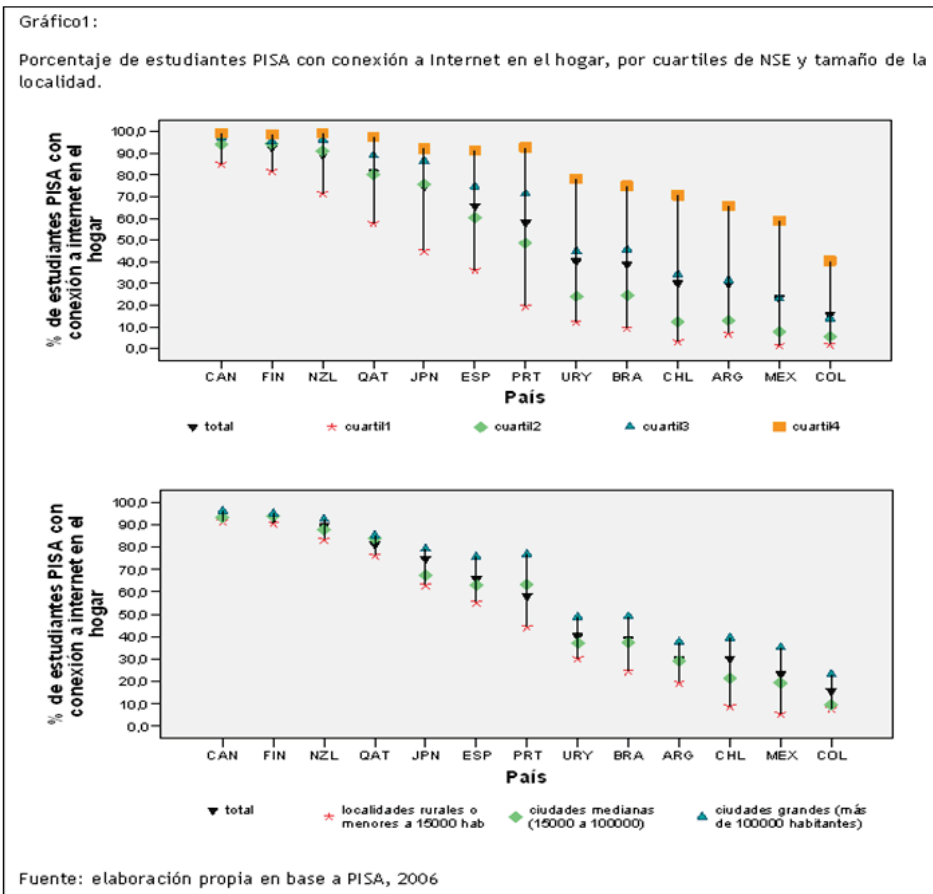 Gráfico1:
Porcentaje de estudiantes PISA con conexión a Internet en el hogar, por cuartiles de NSE y tamaño de la
localidad.
% de estudiantes PISA con
conexión a internet en el
hogar
100,0
90,0
80,0
70,0
60,0
50,0
40,0
30,0
20,0
10,0
0,0
CAN FIN NZL QAT JPN ESP PRT URY BRA CHL ARG MEX COL
País
total cuartil1 cuartil2 cuartil3 cuartil4
% de estudiantes PISA con
conexión a internet en el
hogar
100,0
90,0
80,0
70,0
60,0
50,0
40,0
30,0
20,0
10,0
0,0
CAN FIN NZL QAT JPN ESP PRT URY BRA ARG CHL MEX COL
País
total localidades rurales o ciudades medianas ciudades grandes (más
menores a 15000 hab (15000 a 100000) de 100000 habitantes)
Fuente: elaboración propia en base a PISA, 2006